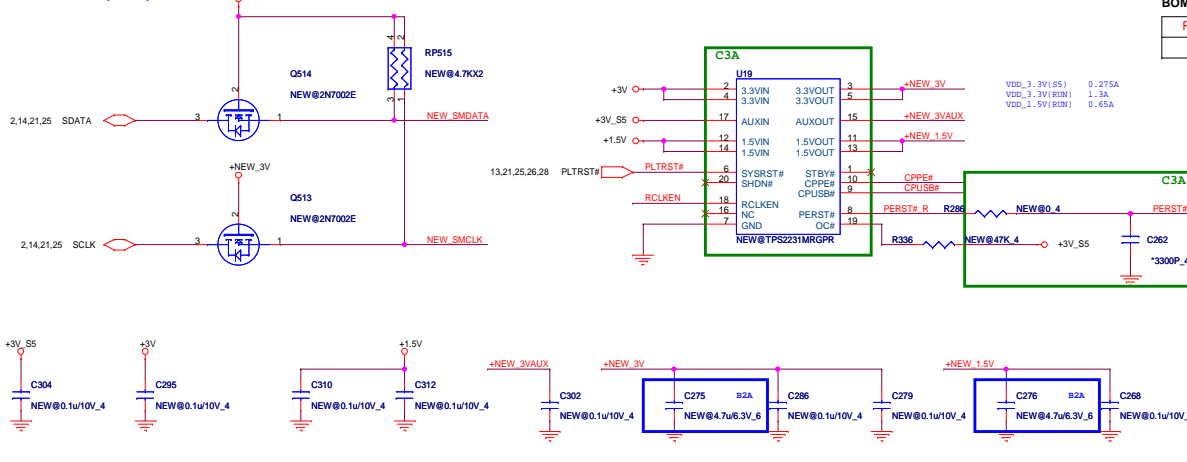 BOM
C3A
4 2
RP515
NEW@4.7KX2
3 1
Q514
NEW@2N7002E
2
2,14,21,25 SDATA
3
1
NEW_SMDATA
+NEW_3V
Q513
NEW@2N7002E
2
2,14,21,25 SCLK
3
1
NEW_SMCLK
U19
+3V
2 3.3VIN 3.3VOUT 3
+NEW_3V
4 3.3VIN 3.3VOUT 5
+3V_S5
17 AUXIN AUXOUT 15
+NEW_3VAUX
+1.5V
12 1.5VIN 1.5VOUT 11
+NEW_1.5V
14 1.5VIN 1.5VOUT 13
13,21,25,26,28 PLTRST#
PLTRST#
6 SYSRST# STBY# 1
20 SHDN# CPPE# 10
CPPE#
CPUSB# 9
CPUSB#
RCLKEN
18 RCLKEN
16 NC PERST# 8
PERST#_R
7 GND OC# 19
NEW@TPS2231MRGPR
VDD_3.3V(S5) 0.275A
VDD_3.3V(RUN) 1.3A
VDD_1.5V(RUN) 0.65A
C3A
R286
NEW@0_4
PERST#
R336
NEW@47K_4
+3V_S5
C262
*3300P_4
+3V_S5
C304
NEW@0.1u/10V_4
+3V
C295
NEW@0.1u/10V_4
+1.5V
C310
NEW@0.1u/10V_4
C312
NEW@0.1u/10V_4
+NEW_3VAUX
C302
NEW@0.1u/10V_4
+NEW_3V
C275
B2A
NEW@4.7u/6.3V_6
C286
NEW@0.1u/10V_4
C279
NEW@0.1u/10V_4
+NEW_1.5V
C276
B2A
NEW@4.7u/6.3V_6
C268
NEW@0.1u/10V_